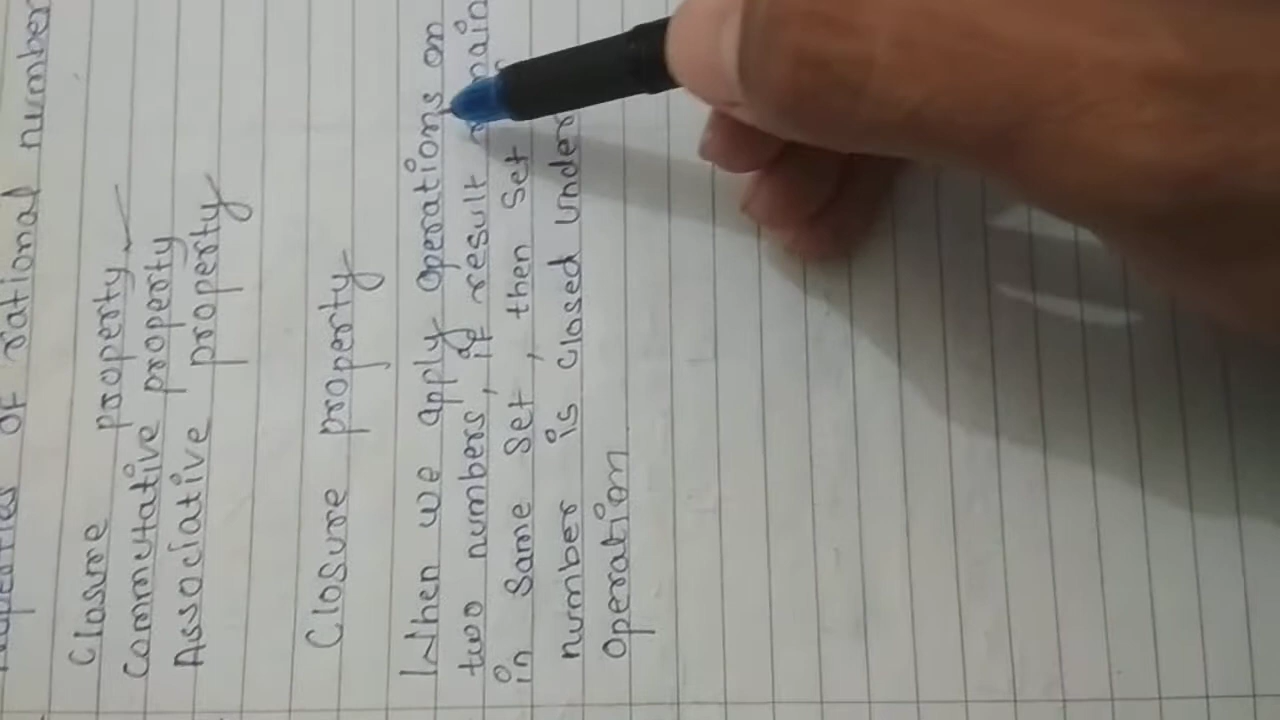 of rational number
Closure property ✓
Commutative property
Associative property
Closure property
When we apply operations on
two numbers, if result remain
in same set, then set
number is closed under
operation